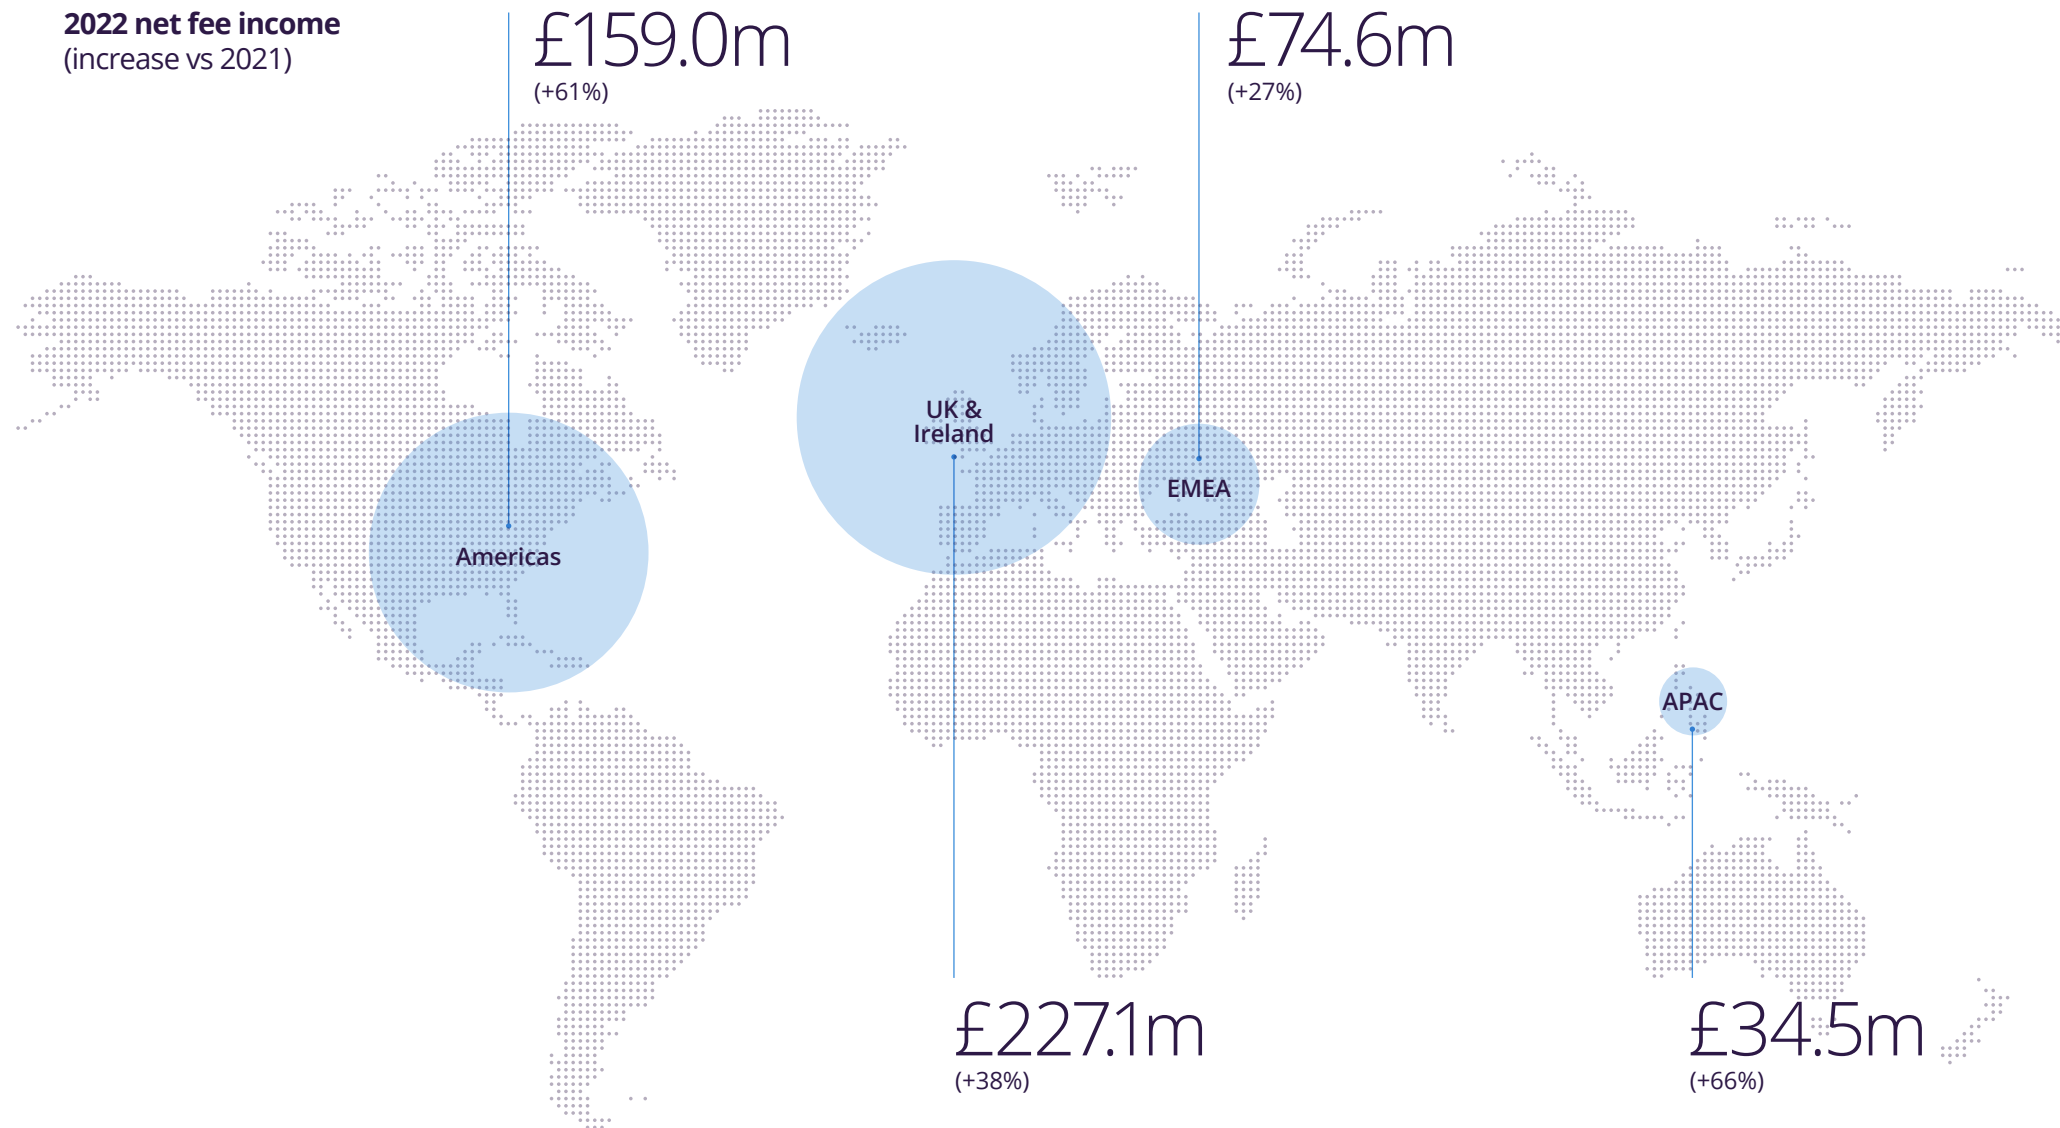 2022 net fee income
(increase vs 2021)
£159.0m
(+61%)
£74.6m
(+27%)
UK &
Ireland
EMEA
Americas
APAC
£227.1m
(+38%)
£34.5m
(+66%)